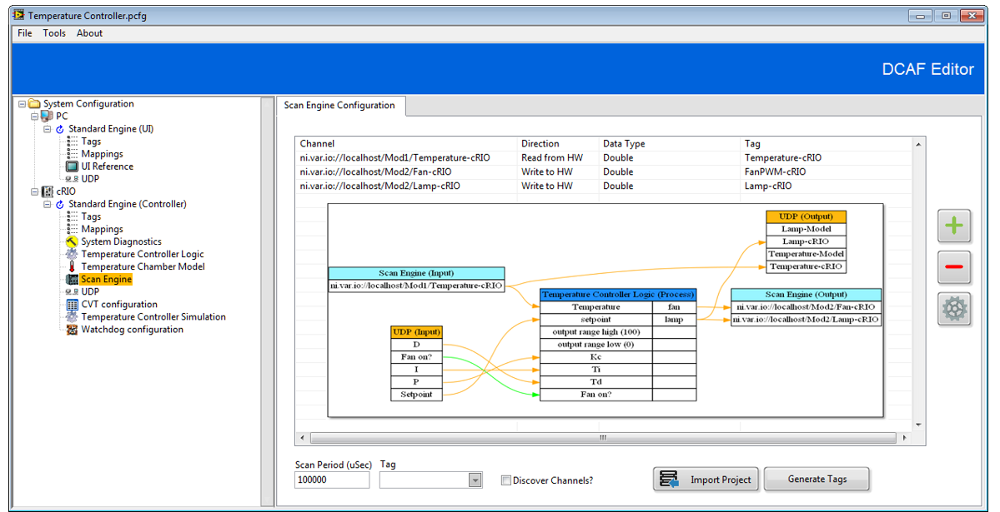 Temperature Controller.pcfg
File Tools About
DCAF Editor
System Configuration
PC
Standard Engine (UI)
Tags
Mappings
UI Reference
UDP
cRIO
Standard Engine (Controller)
Tags
Mappings
System Diagnostics
Temperature Controller Logic
Temperature Chamber Model
Scan Engine
UDP
CVT configuration
Temperature Controller Simulation
Watchdog configuration
Scan Engine Configuration
Channel Direction Data Type Tag
ni.var.io://localhost/Mod1/Temperature-cRIO Read from HW Double Temperature-cRIO
ni.var.io://localhost/Mod2/Fan-cRIO Write to HW Double FanPWM-cRIO
ni.var.io://localhost/Mod2/Lamp-cRIO Write to HW Double Lamp-cRIO
UDP (Output)
Lamp-Model
Lamp-cRIO
Temperature-Model
Temperature-cRIO
Scan Engine (Input)
ni.var.io://localhost/Mod1/Temperature-cRIO
Temperature Controller Logic (Process)
Temperature fan
setpoint lamp
output range high (100)
output range low (0)
Kc
Ti
Td
Fan on?
Scan Engine (Output)
ni.var.io://localhost/Mod2/Fan-cRIO
ni.var.io://localhost/Mod2/Lamp-cRIO
UDP (Input)
D
Fan on?
I
P
Setpoint
Scan Period (uSec) Tag
100000
Discover Channels?
Import Project
Generate Tags